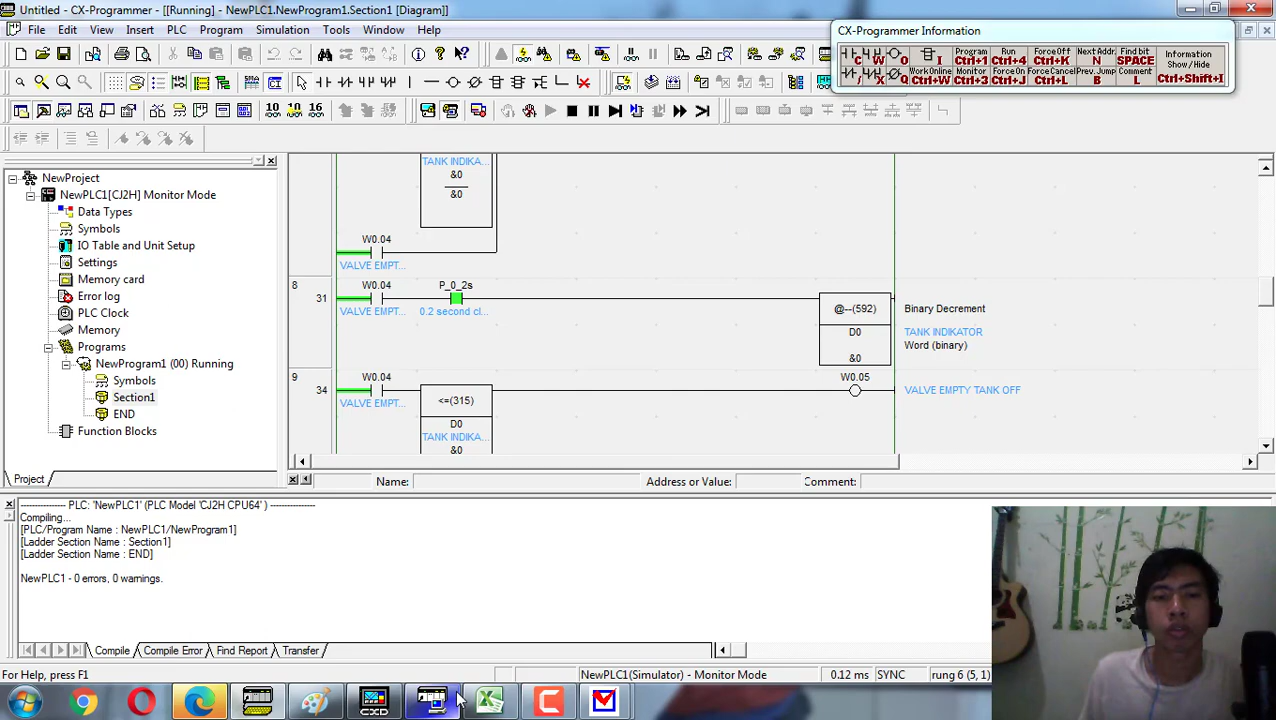 Untitled - CX-Programmer - [[Running] - NewPLC1.NewProgram1.Section1 [Diagram]]
File Edit View Insert PLC Program Simulation Tools Window Help
CX-Programmer Information
C W O I Program Ctrl+1 Run Ctrl+4 Force Off Ctrl+K Next Addr. N Find bit SPACE Information Show/Hide Ctrl+Shift+I
/ X Q Work Online Ctrl+W Monitor Ctrl+3 Force On Ctrl+J Force Cancel Ctrl+L Prev. Jump B Comment L
10 16 10 16
NewProject
NewPLC1[CJ2H] Monitor Mode
Data Types
Symbols
IO Table and Unit Setup
Settings
Memory card
Error log
PLC Clock
Memory
Programs
NewProgram1 (00) Running
Symbols
Section1
END
Function Blocks
Project
TANK INDIKA...
&0
&0
W0.04
VALVE EMPT...
8
31
W0.04
P_0_2s
VALVE EMPT...
0.2 second cl...
@--(592)
Binary Decrement
D0
TANK INDIKATOR
Word (binary)
&0
9
34
W0.04
W0.05
VALVE EMPT...
<=(315)
VALVE EMPTY TANK OFF
D0
TANK INDIKA...
&0
Name: Address or Value: Comment:
---------------- PLC: 'NewPLC1' (PLC Model 'CJ2H CPU64' ) ----------------
Compiling...
[PLC/Program Name : NewPLC1/NewProgram1]
[Ladder Section Name : Section1]
[Ladder Section Name : END]
NewPLC1 - 0 errors, 0 warnings.
Compile Compile Error Find Report Transfer
For Help, press F1
NewPLC1(Simulator) - Monitor Mode
0.12 ms
SYNC
rung 6 (5, 1)
CXD